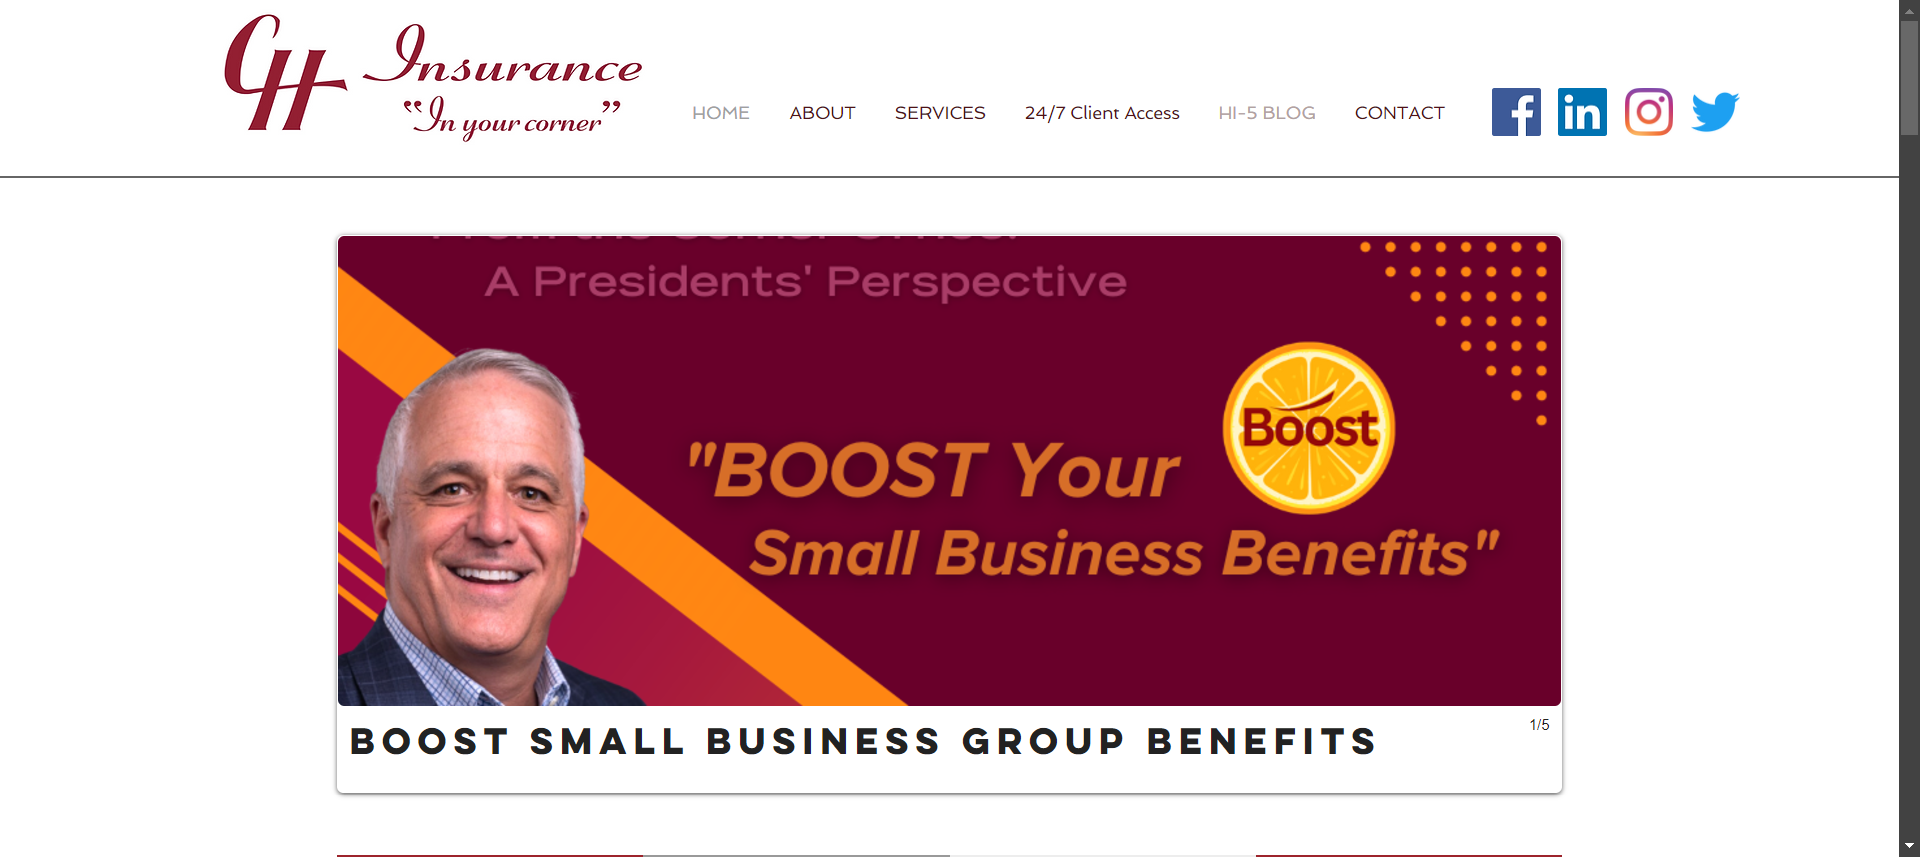 CH Insurance
"In your corner"
HOME
ABOUT
SERVICES
24/7 Client Access
HI-5 BLOG
CONTACT
A Presidents' Perspective
Boost
"BOOST Your
Small Business Benefits"
1/5
BOOST SMALL BUSINESS GROUP BENEFITS